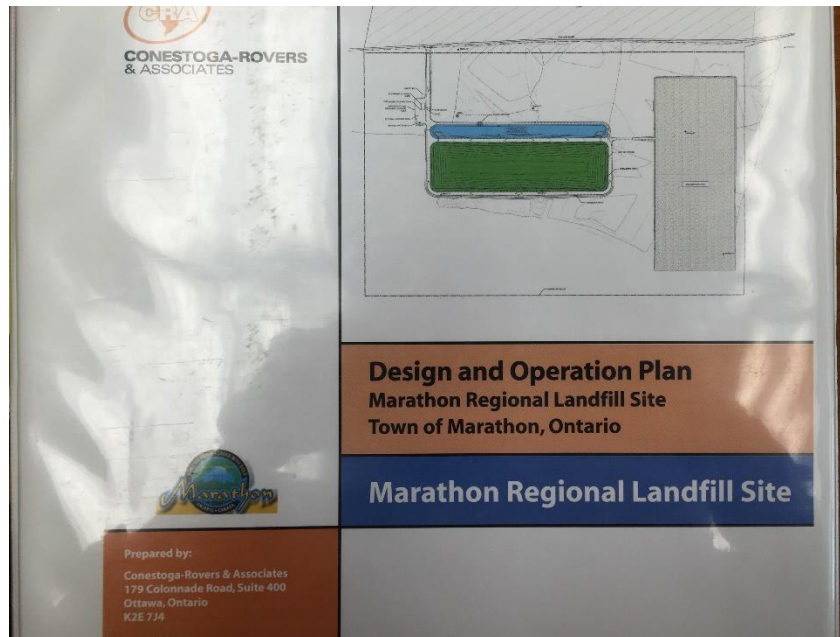 CRA
CONESTOGA-ROVERS
& ASSOCIATES
Design and Operation Plan
Marathon Regional Landfill Site
Town of Marathon, Ontario
Marathon Regional Landfill Site
Marathon
Prepared by:
Conestoga-Rovers & Associates
179 Colonnade Road, Suite 400
Ottawa, Ontario
K2E 7J4